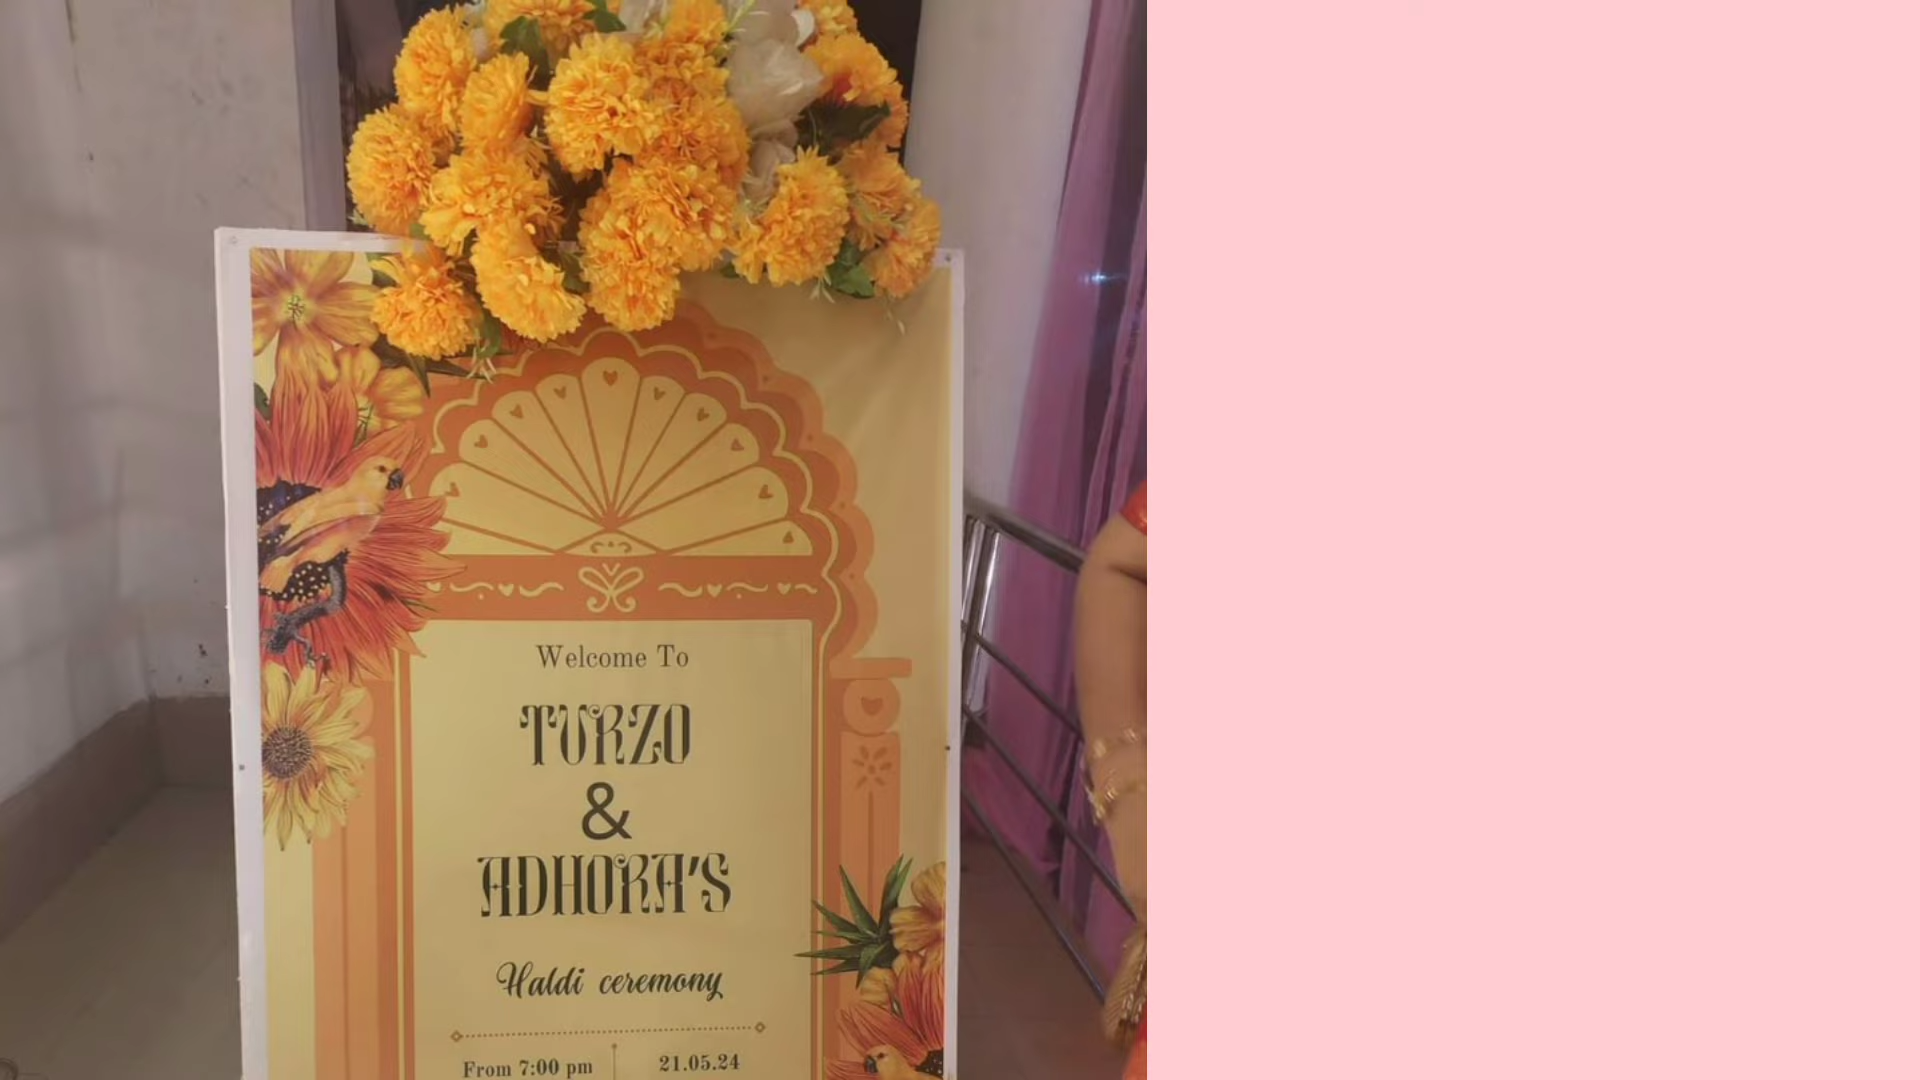 Welcome To
TURZO
&
ADHORA'S
Haldi ceremony
From 7:00 pm
21.05.24